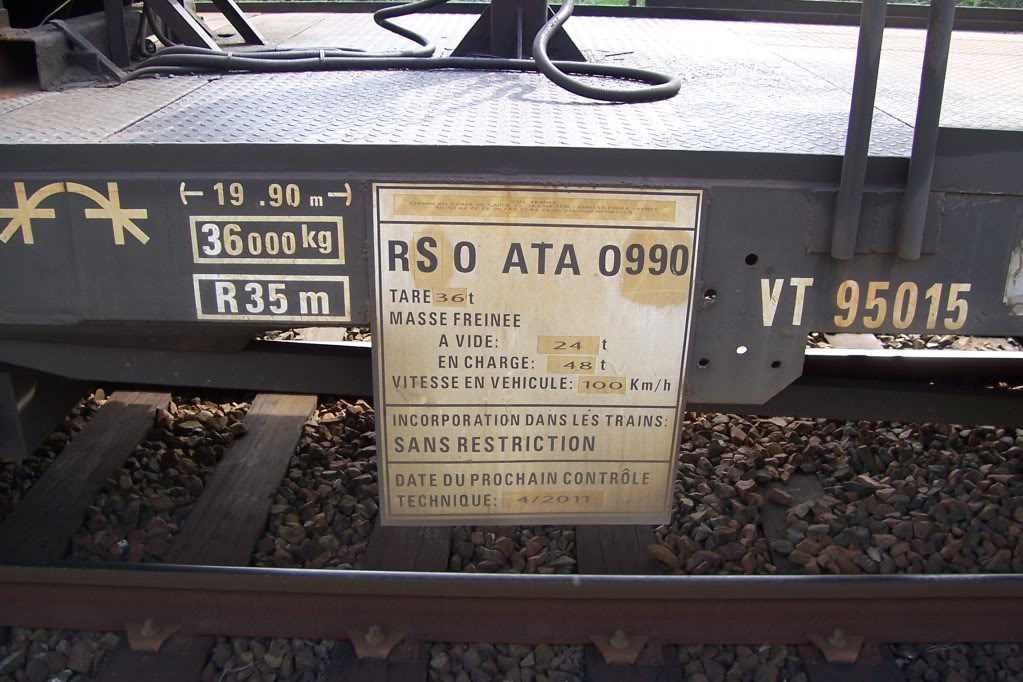 19.90 m
36000 kg
R 35 m
RS O ATA 0990
TARE 36 t
MASSE FREINEE
A VIDE: 24 t
EN CHARGE: 48 t
VITESSE EN VEHICULE: 100 Km/h
INCORPORATION DANS LES TRAINS:
SANS RESTRICTION
DATE DU PROCHAIN CONTRÔLE
TECHNIQUE: 4/2011
VT 95015